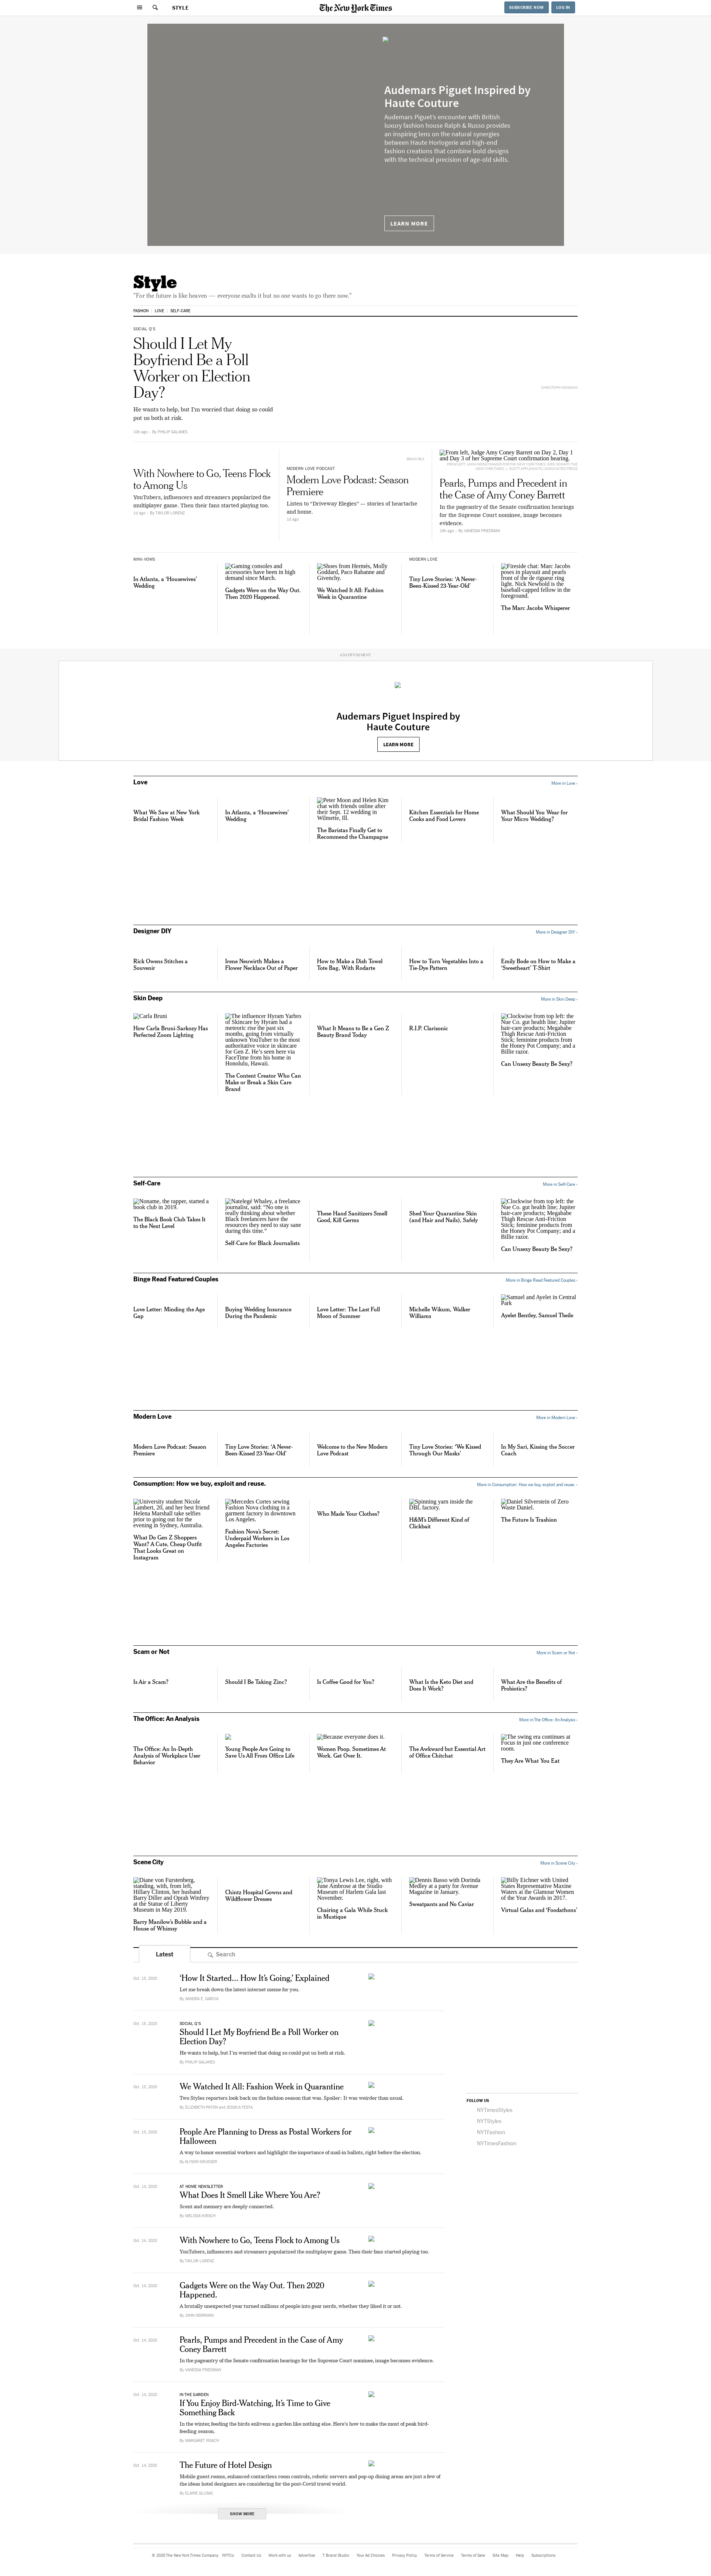 STYLE
The New York Times
SUBSCRIBE NOW
LOG IN
Audemars Piguet Inspired by
Haute Couture
Audemars Piguet's encounter with British
luxury fashion house Ralph & Russo provides
an inspiring lens on the natural synergies
between Haute Horlogerie and high-end
fashion creations that combine bold designs
with the technical precision of age-old skills.
LEARN MORE
Style
"For the future is like heaven — everyone exalts it but no one wants to go there now."
FASHION
LOVE
SELF-CARE
SOCIAL Q'S
Should I Let My
Boyfriend Be a Poll
Worker on Election
Day?
He wants to help, but I'm worried that doing so could
put us both at risk.
By PHILIP GALANES
With Nowhere to Go, Teens Flock
to Among Us
YouTubers, influencers and streamers popularized the
multiplayer game. Then their fans started playing too.
1d ago · By TAYLOR LORENZ
MODERN LOVE PODCAST
Modern Love Podcast: Season
Premiere
Listen to "Driveway Elegies" — stories of heartache
and home.
1d ago
From left, Judge Amy Coney Barrett on Day 2, Day 1
and Day 3 of her Supreme Court confirmation hearing.
Pearls, Pumps and Precedent in
the Case of Amy Coney Barrett
In the pageantry of the Senate confirmation hearings
for the Supreme Court nominee, image becomes
evidence.
By VANESSA FRIEDMAN
MINI-VOWS
In Atlanta, a 'Housewives'
Wedding
Gaming consoles and
accessories have been in high
demand since March.
Gadgets Were on the Way Out.
Then 2020 Happened.
Shoes from Hermès, Molly
Goddard, Paco Rabanne and
Givenchy.
We Watched It All: Fashion
Week in Quarantine
MODERN LOVE
Tiny Love Stories: 'A Never-
Been-Kissed 23-Year-Old'
Fireside chat: Marc Jacobs
poses in playsuit and pearls
front of the de rigueur ring
light. Nick Newbold is the
baseball-capped fellow in the
foreground.
The Marc Jacobs Whisperer
ADVERTISEMENT
Audemars Piguet Inspired by
Haute Couture
LEARN MORE
Love
More in Love ›
What We Saw at New York
Bridal Fashion Week
In Atlanta, a 'Housewives'
Wedding
Peter Moon and Helen Kim
chat with friends online after
their Sept. 12 wedding in
Wilmette, Ill.
The Baristas Finally Get to
Recommend the Champagne
Kitchen Essentials for Home
Cooks and Food Lovers
What Should You Wear for
Your Micro Wedding?
Designer DIY
More in Designer DIY ›
Rick Owens Stitches a
Souvenir
Irene Neuwirth Makes a
Flower Necklace Out of Paper
How to Make a Dish Towel
Tote Bag, With Rodarte
How to Turn Vegetables Into a
Tie-Dye Pattern
Emily Bode on How to Make a
'Sweetheart' T-Shirt
Skin Deep
More in Skin Deep ›
Carla Bruni
How Carla Bruni-Sarkozy Has
Perfected Zoom Lighting
The influencer Hyram Yarbro
of Skincare by Hyram had a
meteoric rise the past six
months, going from virtually
unknown YouTuber to the most
authoritative voice in skincare
for Gen Z. He's seen here via
FaceTime from his home in
Honolulu, Hawaii.
The Content Creator Who Can
Make or Break a Skin Care
Brand
What It Means to Be a Gen Z
Beauty Brand Today
R.I.P. Clarisonic
Clockwise from top left: the
Nue Co. gut health line; Jupiter
hair-care products; Megababe
Thigh Rescue Anti-Friction
Stick; feminine products from
the Honey Pot Company; and a
Billie razor.
Can Unsexy Beauty Be Sexy?
Self-Care
More in Self-Care ›
Noname, the rapper, started a
book club in 2019.
The Black Book Club Takes It
to the Next Level
Natelegé Whaley, a freelance
journalist, said: "No one is
really thinking about whether
Black freelancers have the
resources they need to stay sane
during this time."
Self-Care for Black Journalists
These Hand Sanitizers Smell
Good, Kill Germs
Shed Your Quarantine Skin
(and Hair and Nails), Safely
Clockwise from top left: the
Nue Co. gut health line; Jupiter
hair-care products; Megababe
Thigh Rescue Anti-Friction
Stick; feminine products from
the Honey Pot Company; and a
Billie razor.
Can Unsexy Beauty Be Sexy?
Binge Read Featured Couples
More in Binge Read Featured Couples ›
Love Letter: Minding the Age
Gap
Buying Wedding Insurance
During the Pandemic
Love Letter: The Last Full
Moon of Summer
Michelle Wikum, Walker
Williams
Samuel and Ayelet in Central
Park
Ayelet Bentley, Samuel Theile
Modern Love
More in Modern Love ›
Modern Love Podcast: Season
Premiere
Tiny Love Stories: 'A Never-
Been-Kissed 23-Year-Old'
Welcome to the New Modern
Love Podcast
Tiny Love Stories: 'We Kissed
Through Our Masks'
In My Sari, Kissing the Soccer
Coach
Consumption: How we buy, exploit and reuse.
More in Consumption: How we buy, exploit and reuse. ›
University student Nicole
Lambert, 20, and her best friend
Helena Marshall take selfies
prior to going out for the
evening in Sydney, Australia.
What Do Gen Z Shoppers
Want? A Cute, Cheap Outfit
That Looks Great on
Instagram
Mercedes Cortes sewing
Fashion Nova clothing in a
garment factory in downtown
Los Angeles.
Fashion Nova's Secret:
Underpaid Workers in Los
Angeles Factories
Who Made Your Clothes?
Spinning yarn inside the
DBL factory.
H&M's Different Kind of
Clickbait
Daniel Silverstein of Zero
Waste Daniel.
The Future Is Trashion
Scam or Not
More in Scam or Not ›
Is Air a Scam?
Should I Be Taking Zinc?
Is Coffee Good for You?
What Is the Keto Diet and
Does It Work?
What Are the Benefits of
Probiotics?
The Office: An Analysis
More in The Office: An Analysis ›
The Office: An In-Depth
Analysis of Workplace User
Behavior
Young People Are Going to
Save Us All From Office Life
Because everyone does it.
Women Poop. Sometimes At
Work. Get Over It.
The Awkward but Essential Art
of Office Chitchat
The swing era continues at
Focus in just one conference
room.
They Are What You Eat
Scene City
More in Scene City ›
Diane von Furstenberg,
standing, with, from left,
Hillary Clinton, her husband
Barry Diller and Oprah Winfrey
at the Statue of Liberty
Museum in May 2019.
Barry Manilow's Bubble and a
House of Whimsy
Chintz Hospital Gowns and
Wildflower Dresses
Tonya Lewis Lee, right, with
June Ambrose at the Studio
Museum of Harlem Gala last
November.
Chairing a Gala While Stuck
in Mustique
Dennis Basso with Dorinda
Medley at a party for Avenue
Magazine in January.
Sweatpants and No Caviar
Billy Eichner with United
States Representative Maxine
Waters at the Glamour Women
of the Year Awards in 2017.
Virtual Galas and 'Foodathons'
Latest
Search
Oct. 15, 2020
'How It Started... How It's Going,' Explained
Let me break down the latest internet meme for you.
By SANDRA E. GARCIA
Oct. 15, 2020
SOCIAL Q'S
Should I Let My Boyfriend Be a Poll Worker on
Election Day?
He wants to help, but I'm worried that doing so could put us both at risk.
By PHILIP GALANES
Oct. 15, 2020
We Watched It All: Fashion Week in Quarantine
Two Styles reporters look back on the fashion season that was. Spoiler: It was weirder than usual.
By ELIZABETH PATON and JESSICA TESTA
Oct. 15, 2020
People Are Planning to Dress as Postal Workers for
Halloween
A way to honor essential workers and highlight the importance of mail-in ballots, right before the election.
By ALYSON KRUEGER
Oct. 14, 2020
AT HOME NEWSLETTER
What Does It Smell Like Where You Are?
Scent and memory are deeply connected.
By MELISSA KIRSCH
Oct. 14, 2020
With Nowhere to Go, Teens Flock to Among Us
YouTubers, influencers and streamers popularized the multiplayer game. Then their fans started playing too.
By TAYLOR LORENZ
Oct. 14, 2020
Gadgets Were on the Way Out. Then 2020
Happened.
A brutally unexpected year turned millions of people into gear nerds, whether they liked it or not.
By JOHN HERRMAN
Oct. 14, 2020
Pearls, Pumps and Precedent in the Case of Amy
Coney Barrett
In the pageantry of the Senate confirmation hearings for the Supreme Court nominee, image becomes evidence.
By VANESSA FRIEDMAN
Oct. 14, 2020
IN THE GARDEN
If You Enjoy Bird-Watching, It's Time to Give
Something Back
In the winter, feeding the birds enlivens a garden like nothing else. Here's how to make the most of peak bird-
feeding season.
By MARGARET ROACH
Oct. 14, 2020
The Future of Hotel Design
Mobile guest rooms, enhanced contactless room controls, robotic servers and pop-up dining areas are just a few of
the ideas hotel designers are considering for the post-Covid travel world.
By ELAINE GLUSAC
SHOW MORE
FOLLOW US
NYTimesStyles
NYTStyles
NYTFashion
NYTimesFashion
© 2020 The New York Times Company
NYTCo
Contact Us
Work with us
Advertise
T Brand Studio
Your Ad Choices
Privacy Policy
Terms of Service
Terms of Sale
Site Map
Help
Subscriptions